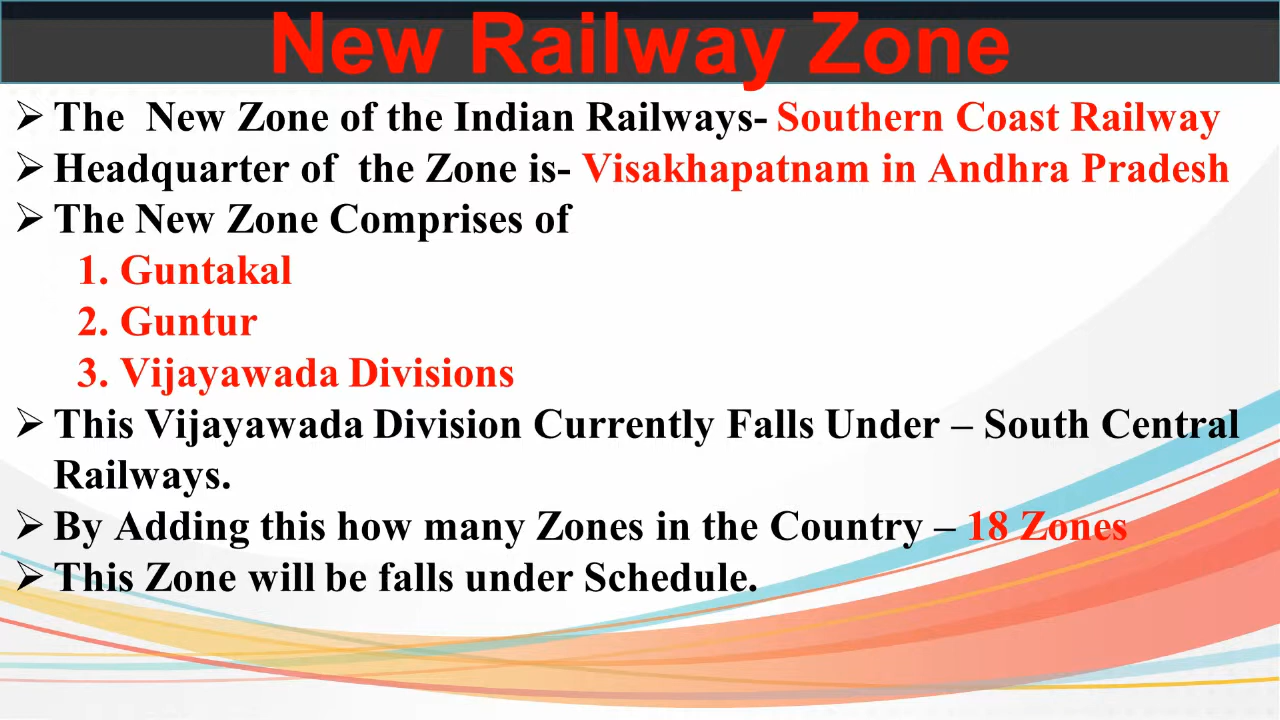 New Railway Zone
➢ The New Zone of the Indian Railways- Southern Coast Railway
➢ Headquarter of the Zone is- Visakhapatnam in Andhra Pradesh
➢ The New Zone Comprises of
1. Guntakal
2. Guntur
3. Vijayawada Divisions
➢ This Vijayawada Division Currently Falls Under – South Central
Railways.
➢ By Adding this how many Zones in the Country – 18 Zones
➢ This Zone will be falls under Schedule.